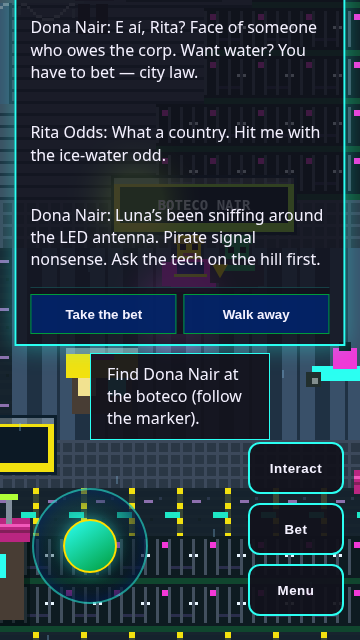 Dona Nair: E aí, Rita? Face of someone
who owes the corp. Want water? You
have to bet — city law.
Rita Odds: What a country. Hit me with
the ice-water odd.
BOTECO NAIR
Dona Nair: Luna's been sniffing around
the LED antenna. Pirate signal
nonsense. Ask the tech on the hill first.
Take the bet
Walk away
Find Dona Nair at
the boteco (follow
the marker).
Interact
Bet
Menu